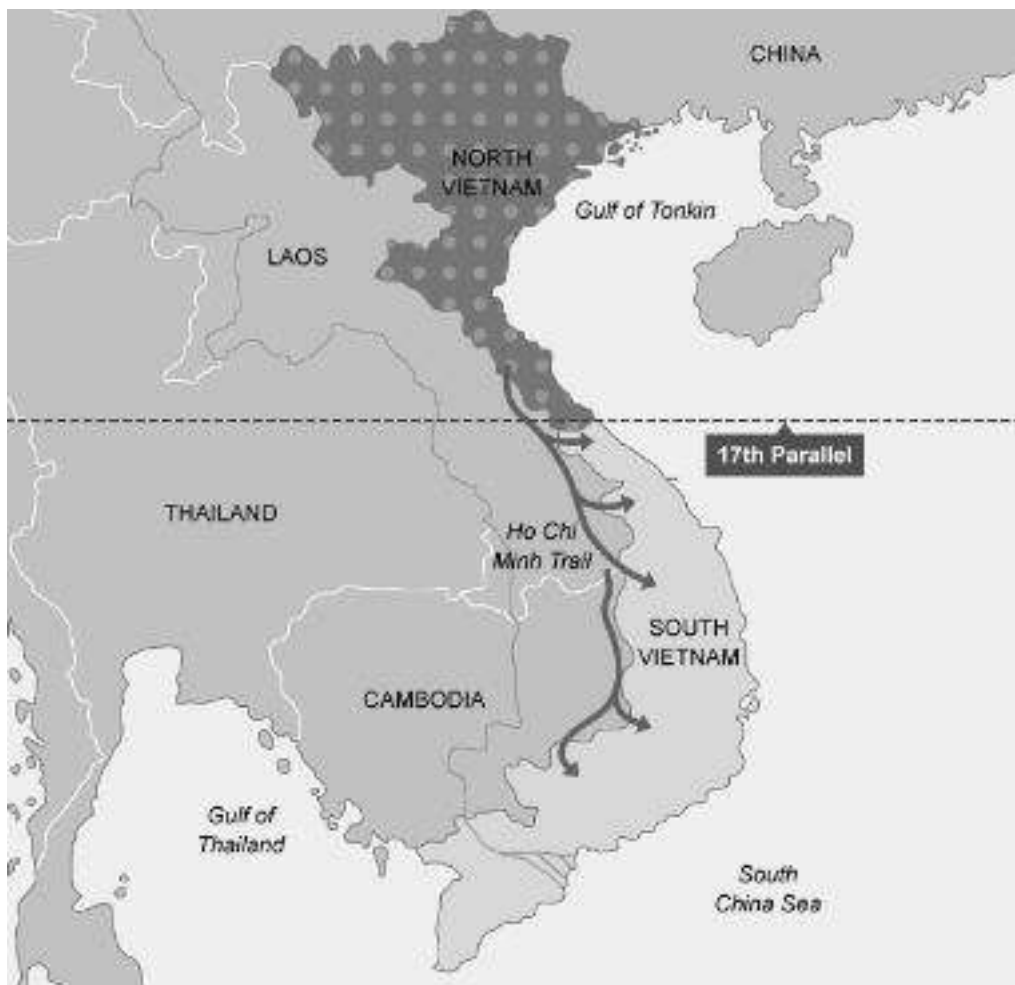 CHINA
NORTH
VIETNAM
Gulf of Tonkin
LAOS
17th Parallel
THAILAND
Ho Chi
Minh Trail
SOUTH
VIETNAM
CAMBODIA
Gulf of
Thailand
South
China Sea